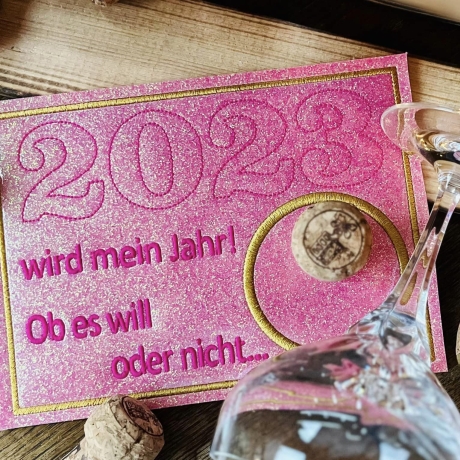 2023
wird mein Jahr!
Ob es will
oder nicht....